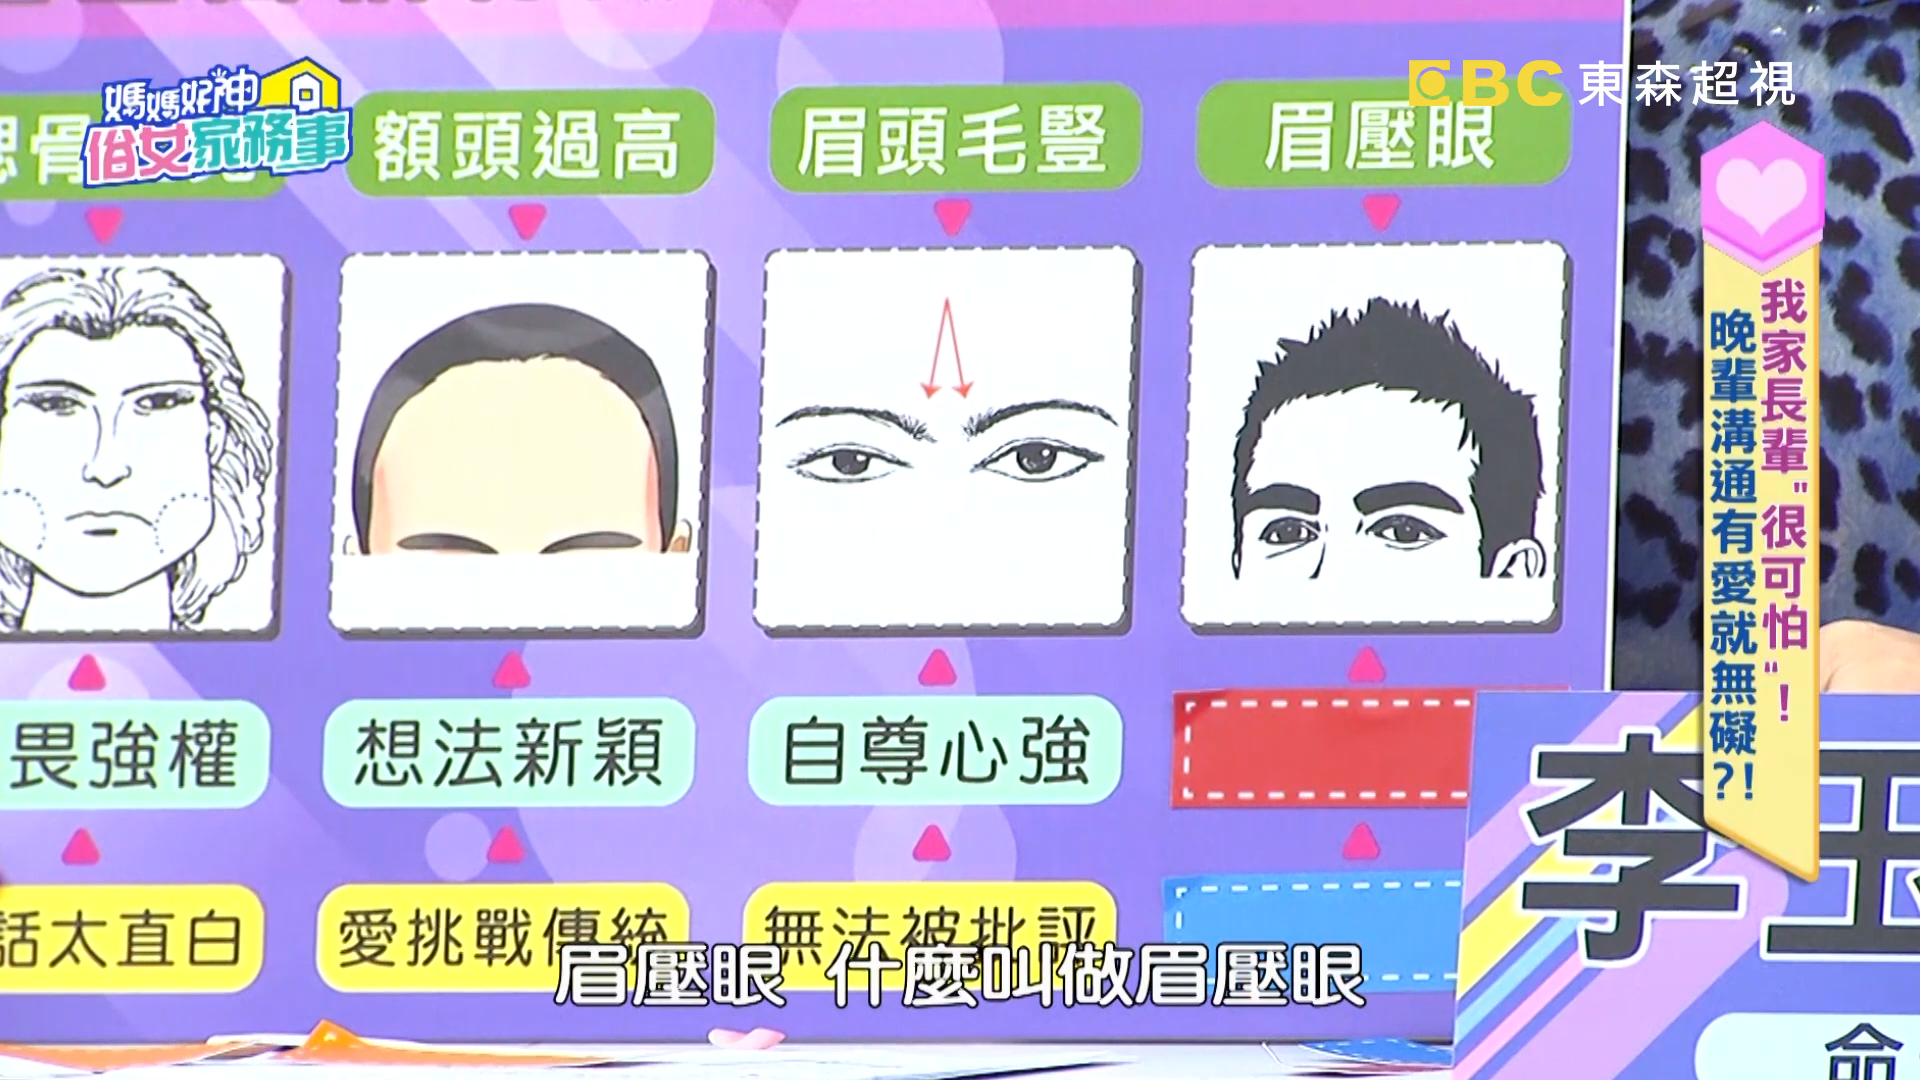 媽媽好神
俗女家務事
EBC 東森超視
額頭過高
眉頭毛豎
眉壓眼
我家長輩"很可怕"！
晚輩溝通有愛就無礙?!
畏強權
想法新穎
自尊心強
話太直白
愛挑戰傳統
無法被批評
李玉
命
眉壓眼 什麼叫做眉壓眼